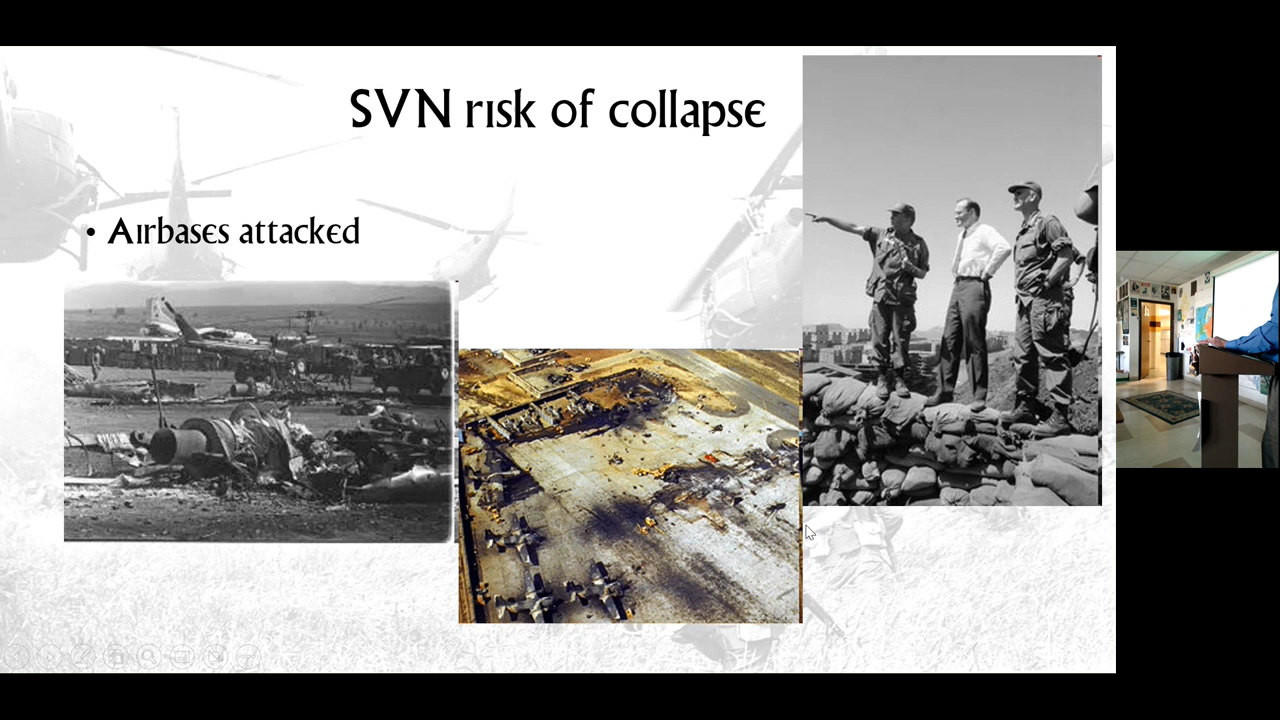 SVN risk of collapse
• Airbases attacked